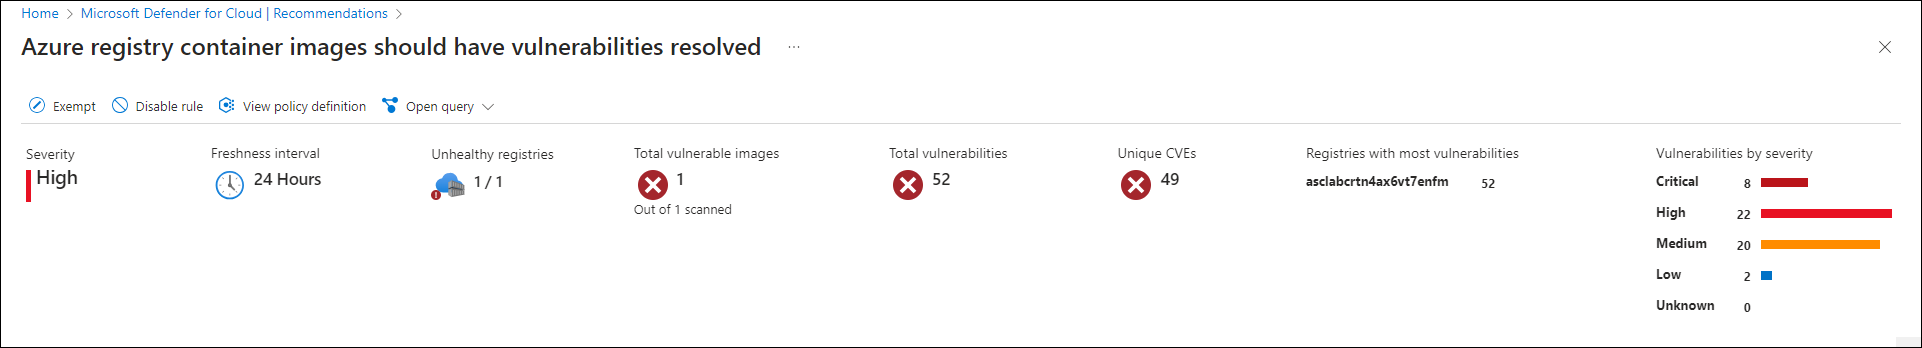 Home > Microsoft Defender for Cloud | Recommendations >
Azure registry container images should have vulnerabilities resolved ...
Exempt Disable rule View policy definition Open query
Severity
High
Freshness interval
24 Hours
Unhealthy registries
1 / 1
Total vulnerable images
1
Out of 1 scanned
Total vulnerabilities
52
Unique CVEs
49
Registries with most vulnerabilities
asclabcrtn4ax6vt7enfm 52
Vulnerabilities by severity
Critical 8
High 22
Medium 20
Low 2
Unknown 0